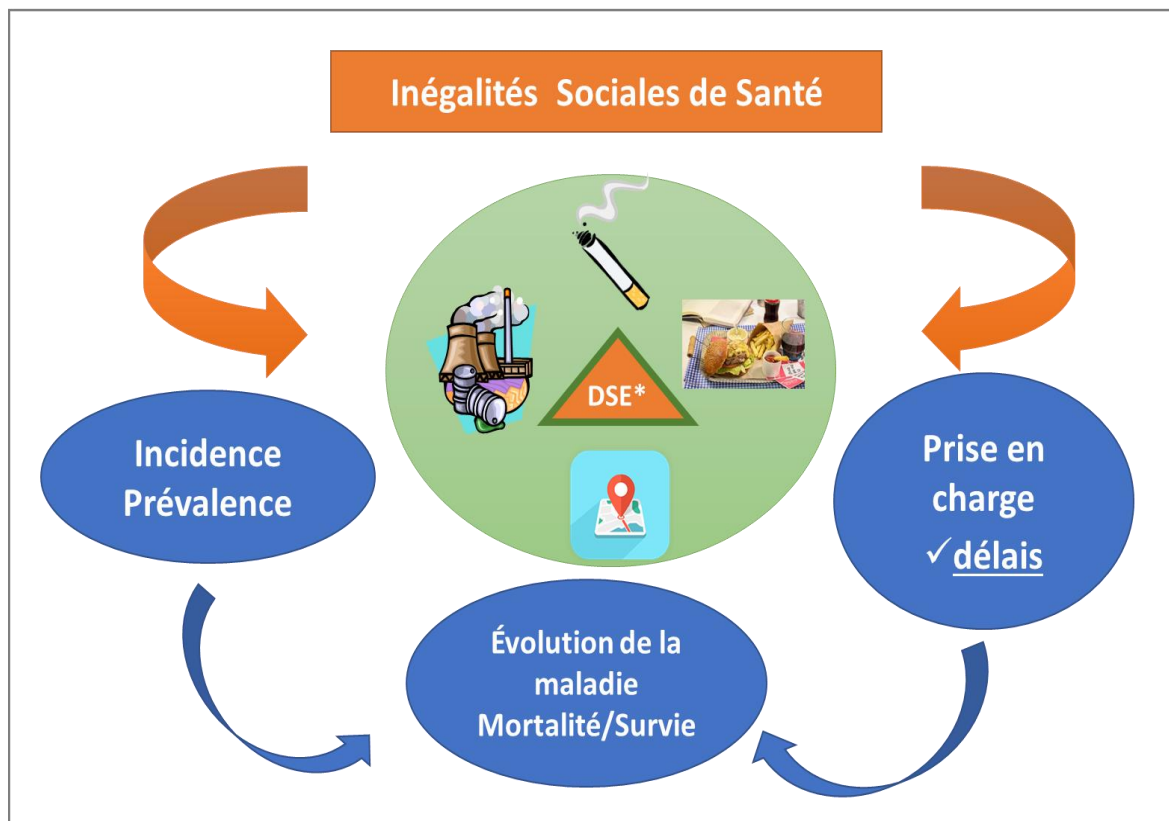 Inégalités Sociales de Santé
DSE*
Incidence
Prévalence
Prise en
charge
✓délais
Évolution de la
maladie
Mortalité/Survie